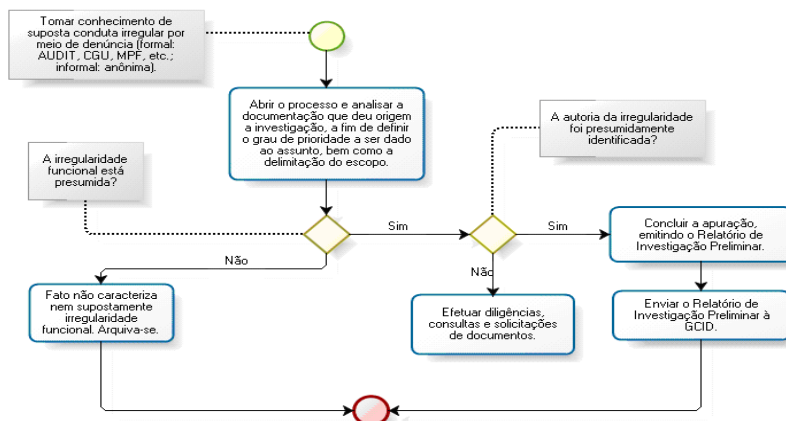 Tomar conhecimento de
suposta conduta irregular por
meio de denúncia (formal:
AUDIT, CGU, MPF, etc.;
informal: anônima).
Abrir o processo e analisar a
documentação que deu origem
a investigação, a fim de definir
o grau de prioridade a ser dado
ao assunto, bem como a
delimitação do escopo.
A autoria da irregularidade
foi presumidamente
identificada?
A irregularidade
funcional está
presumida?
Sim
Sim
Concluir a apuração,
emitindo o Relatório de
Investigação Preliminar.
Não
Não
Fato não caracteriza
nem supostamente
irregularidade
funcional. Arquiva-se.
Efetuar diligências,
consultas e solicitações
de documentos.
Enviar o Relatório de
Investigação Preliminar à
GCID.